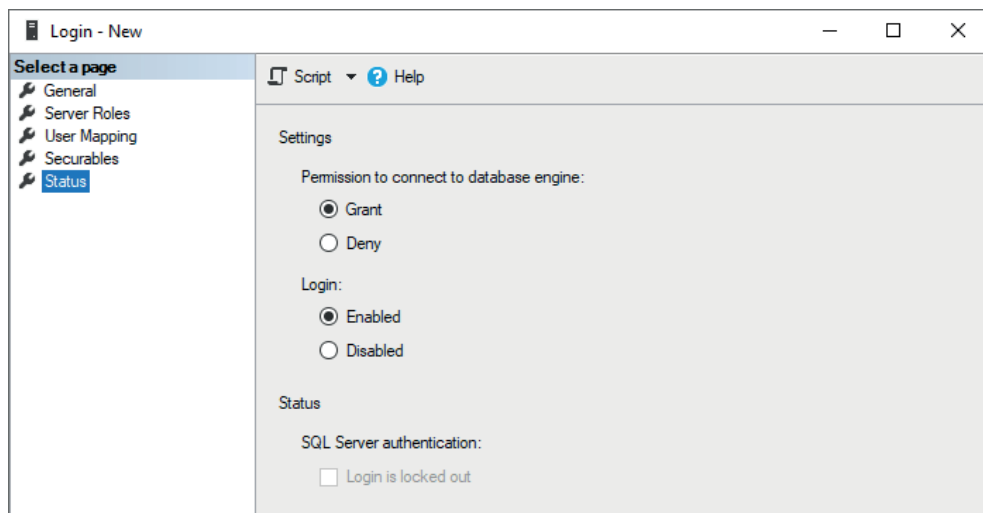 Login - New
Select a page
General
Server Roles
User Mapping
Securables
Status
Script
Help
Settings
Permission to connect to database engine:
Grant
Deny
Login:
Enabled
Disabled
Status
SQL Server authentication:
Login is locked out